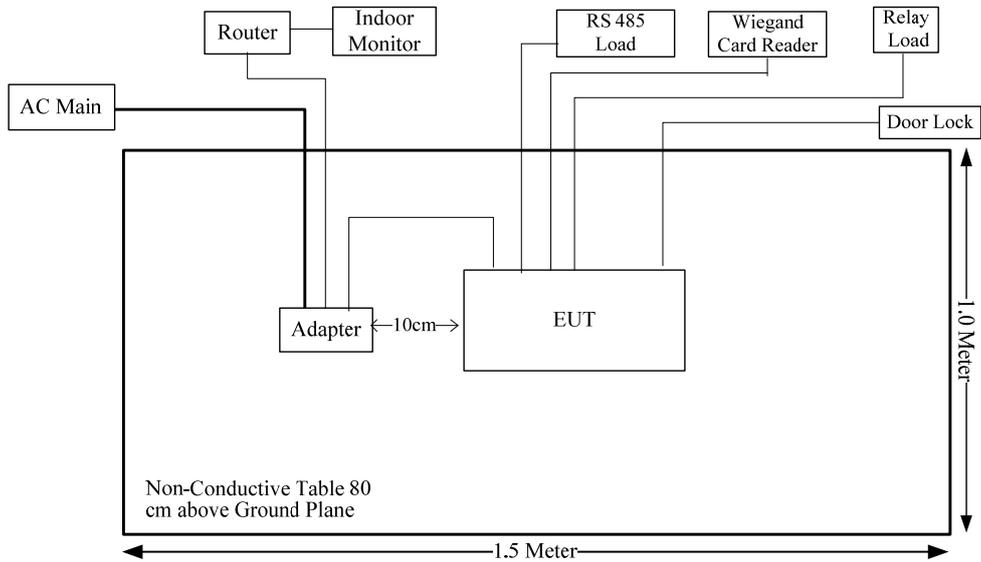 Router
Indoor
Monitor
RS 485
Load
Wiegand
Card Reader
Relay
Load
AC Main
Door Lock
Adapter
10cm
EUT
1.0 Meter
Non-Conductive Table 80
cm above Ground Plane
1.5 Meter